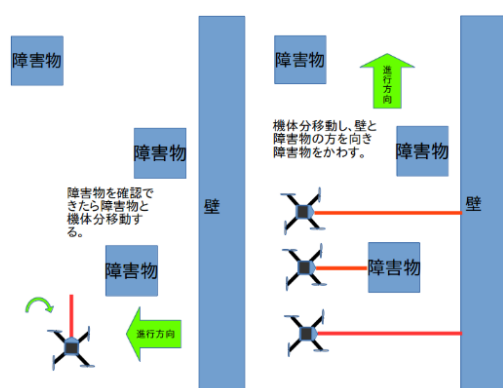 障害物
障害物
障害物を確認で
きたら障害物と
機体分移動す
る。
障害物
進行方向
壁
障害物
進行方向
機体分移動し、壁と
障害物の方を向き
障害物をかわす。
障害物
壁
障害物